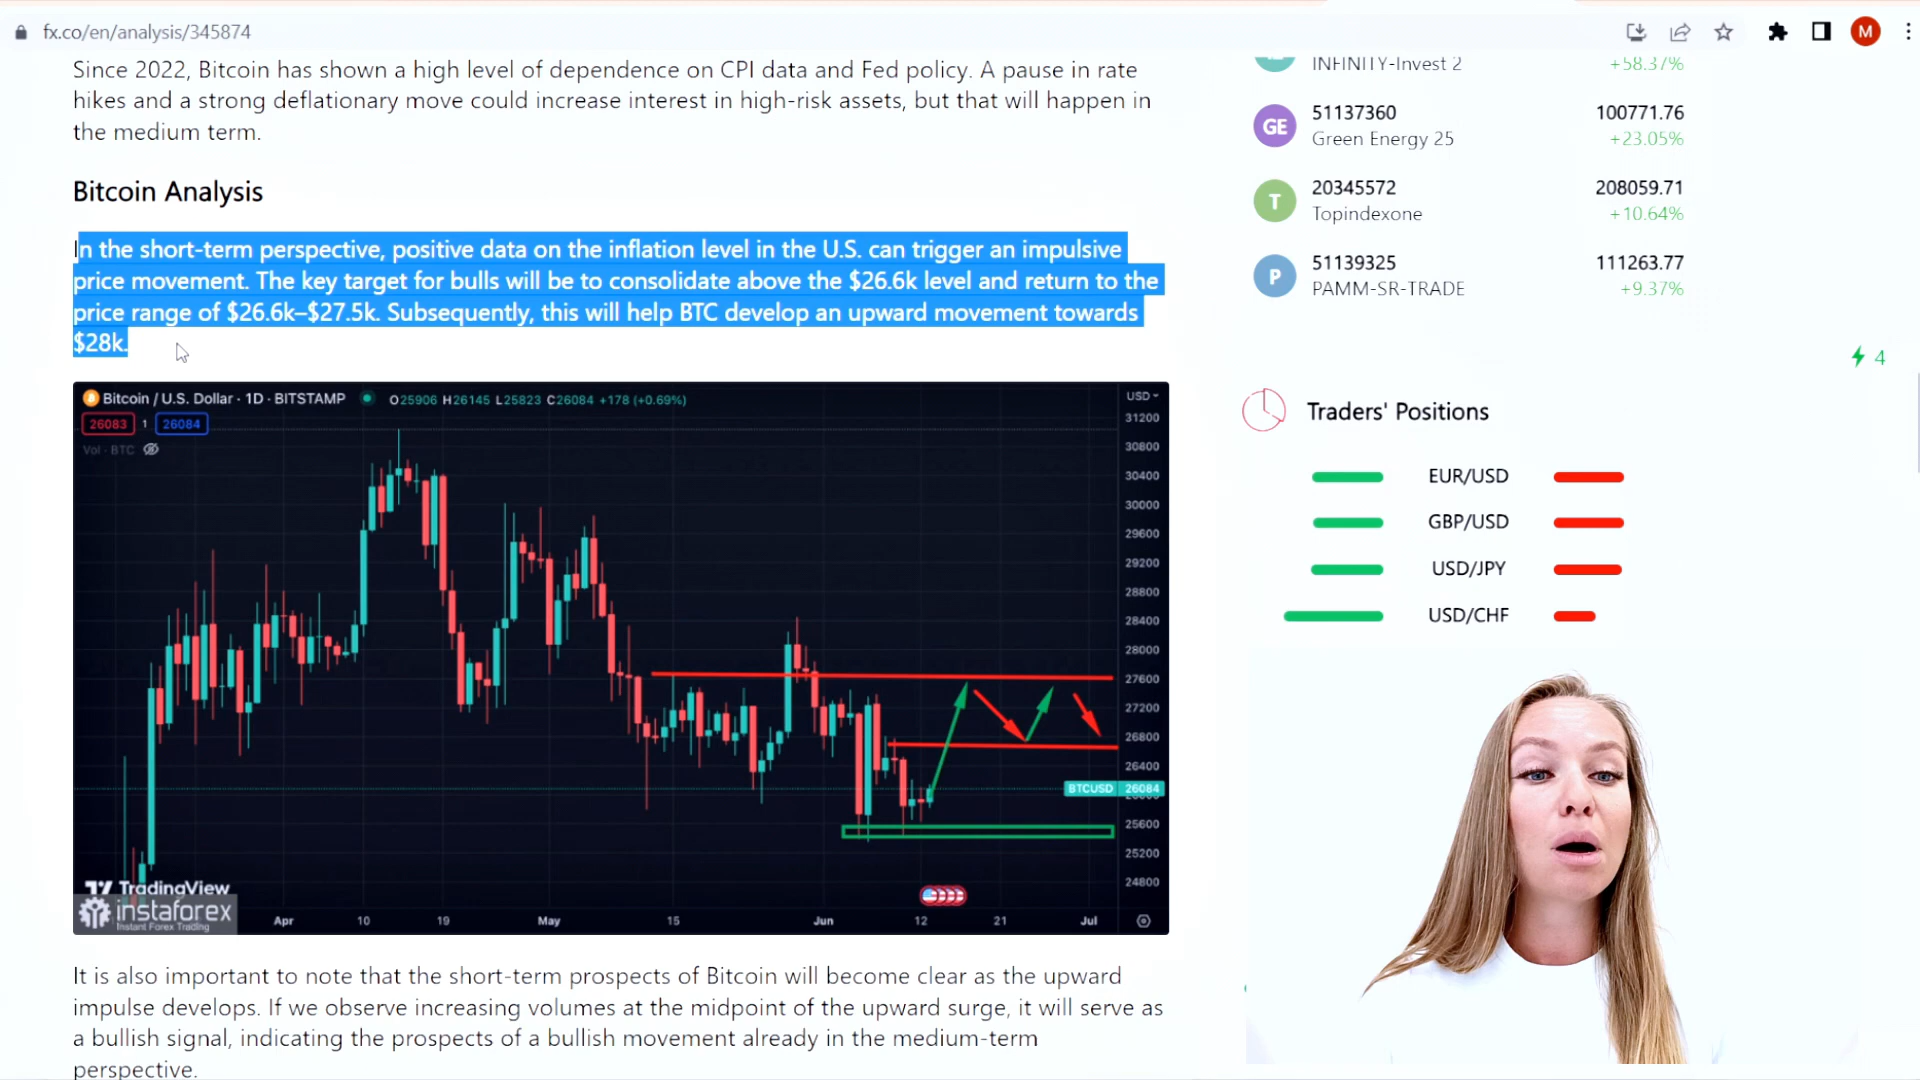 fx.co/en/analysis/345874
M
Since 2022, Bitcoin has shown a high level of dependence on CPI data and Fed policy. A pause in rate
hikes and a strong deflationary move could increase interest in high-risk assets, but that will happen in
the medium term.
Bitcoin Analysis
In the short-term perspective, positive data on the inflation level in the U.S. can trigger an impulsive
price movement. The key target for bulls will be to consolidate above the $26.6k level and return to the
price range of $26.6k–$27.5k. Subsequently, this will help BTC develop an upward movement towards
$28k.
Bitcoin / U.S. Dollar · 1D · BITSTAMP O25906 H26145 L25823 C26084 +178 (+0.69%)
26083 1 26084
Vol · BTC
USD
31200
30800
30400
30000
29600
29200
28800
28400
28000
27600
27200
26800
26400
BTCUSD 26084
25600
25200
24800
TradingView
instaforex
Instant Forex Trading
Apr 10 19 May 15 Jun 12 21 Jul
It is also important to note that the short-term prospects of Bitcoin will become clear as the upward
impulse develops. If we observe increasing volumes at the midpoint of the upward surge, it will serve as
a bullish signal, indicating the prospects of a bullish movement already in the medium-term
perspective.
INFINITY-Invest 2 +58.37%
GE 51137360 100771.76
Green Energy 25 +23.05%
T 20345572 208059.71
Topindexone +10.64%
P 51139325 111263.77
PAMM-SR-TRADE +9.37%
4
Traders' Positions
EUR/USD
GBP/USD
USD/JPY
USD/CHF